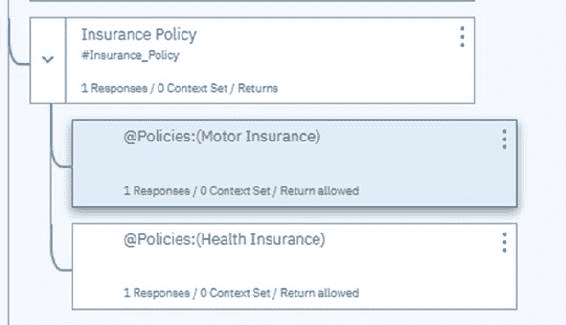 Insurance Policy
#Insurance_Policy
1 Responses / 0 Context Set / Returns
@Policies:(Motor Insurance)
1 Responses / 0 Context Set / Return allowed
@Policies:(Health Insurance)
1 Responses / 0 Context Set / Return allowed